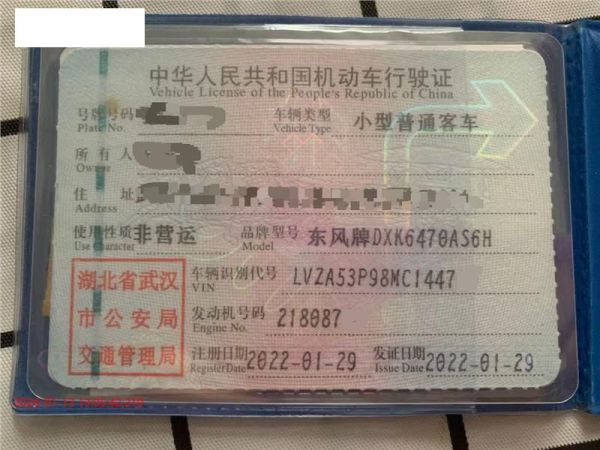 中华人民共和国机动车行驶证
Vehicle License of the People's Republic of China
号牌号码 车辆类型 小型普通客车
Plate No. Vehicle Type
所有人
Owner
住址
Address
使用性质 非营运 品牌型号 东风牌DXK6470AS6H
Use Character Model
湖北省武汉
市公安局
交通管理局
车辆识别代号 LVZA53P98MC1447
VIN
发动机号码 218087
Engine No.
注册日期 2022-01-29 发证日期 2022-01-29
Register Date Issue Date